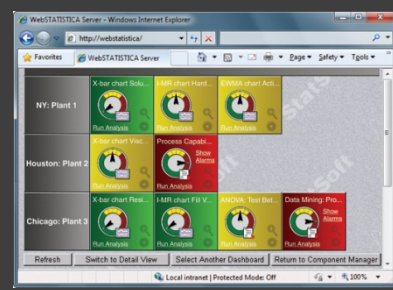 WebSTATISTICA Server - Windows Internet Explorer
http://webstatistica/
Favorites
WebSTATISTICA Server
Page Safety Tools
NY: Plant 1
X-bar chart Solu...
I-MR chart Hard...
EWMA chart Acti...
Run Analysis
Run Analysis
Run Analysis
Houston: Plant 2
X-bar chart Visc...
Process Capabi...
Show Alarms
Run Analysis
Run Analysis
Chicago: Plant 3
X-bar chart Resi...
I-MR chart Fill V...
ANOVA: Test Bet...
Data Mining: Pro...
Show Alarms
Run Analysis
Run Analysis
Run Analysis
Run Analysis
Refresh
Switch to Detail View
Select Another Dashboard
Return to Component Manager
Local intranet | Protected Mode: Off
100%